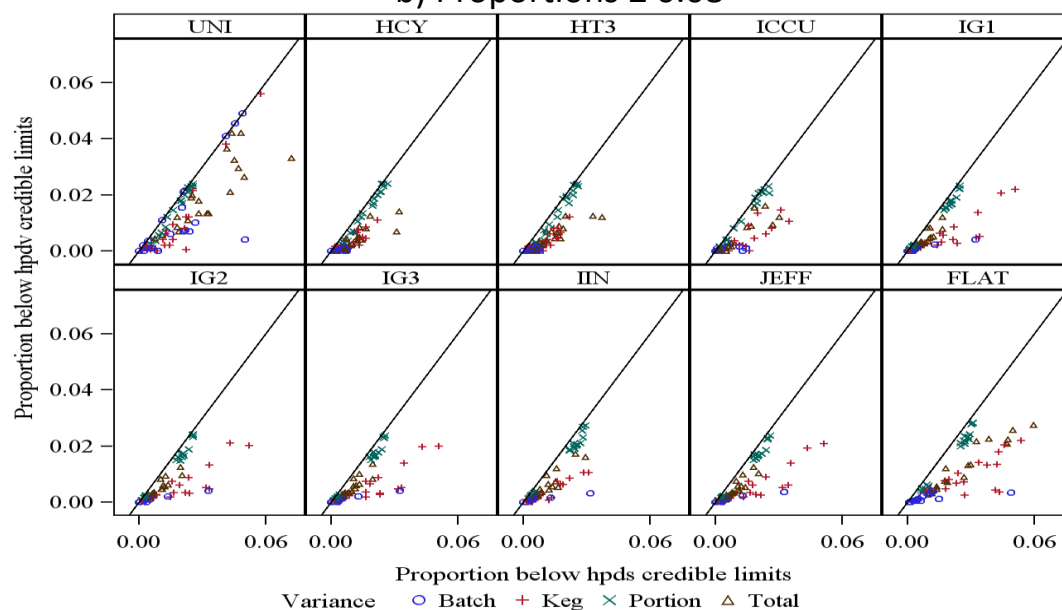 UNI HCY HT3 ICCU IG1
0.06
0.04
0.02
0.00
IG2 IG3 IIN JEFF FLAT
0.06
0.04
0.02
0.00
Proportion below hpdv credible limits
0.00 0.06 0.00 0.06 0.00 0.06 0.00 0.06 0.00 0.06
Proportion below hpds credible limits
Variance Batch Keg Portion Total